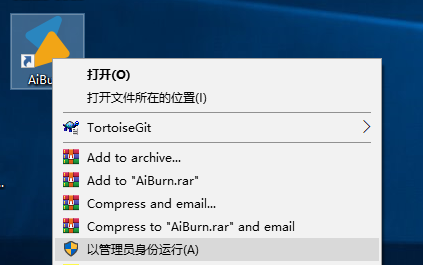 AiBu
打开(O)
打开文件所在的位置(I)
TortoiseGit
Add to archive...
Add to "AiBurn.rar"
Compress and email...
Compress to "AiBurn.rar" and email
以管理员身份运行(A)